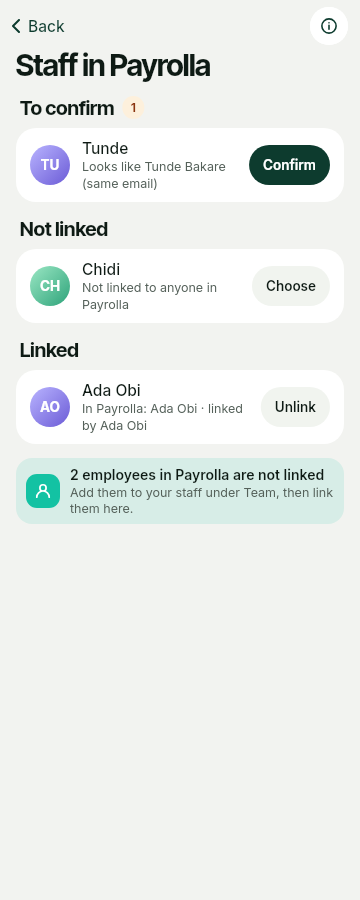 Back
Staff in Payrolla
To confirm 1
TU
Tunde
Looks like Tunde Bakare
(same email)
Confirm
Not linked
CH
Chidi
Not linked to anyone in
Payrolla
Choose
Linked
AO
Ada Obi
In Payrolla: Ada Obi · linked
by Ada Obi
Unlink
2 employees in Payrolla are not linked
Add them to your staff under Team, then link
them here.